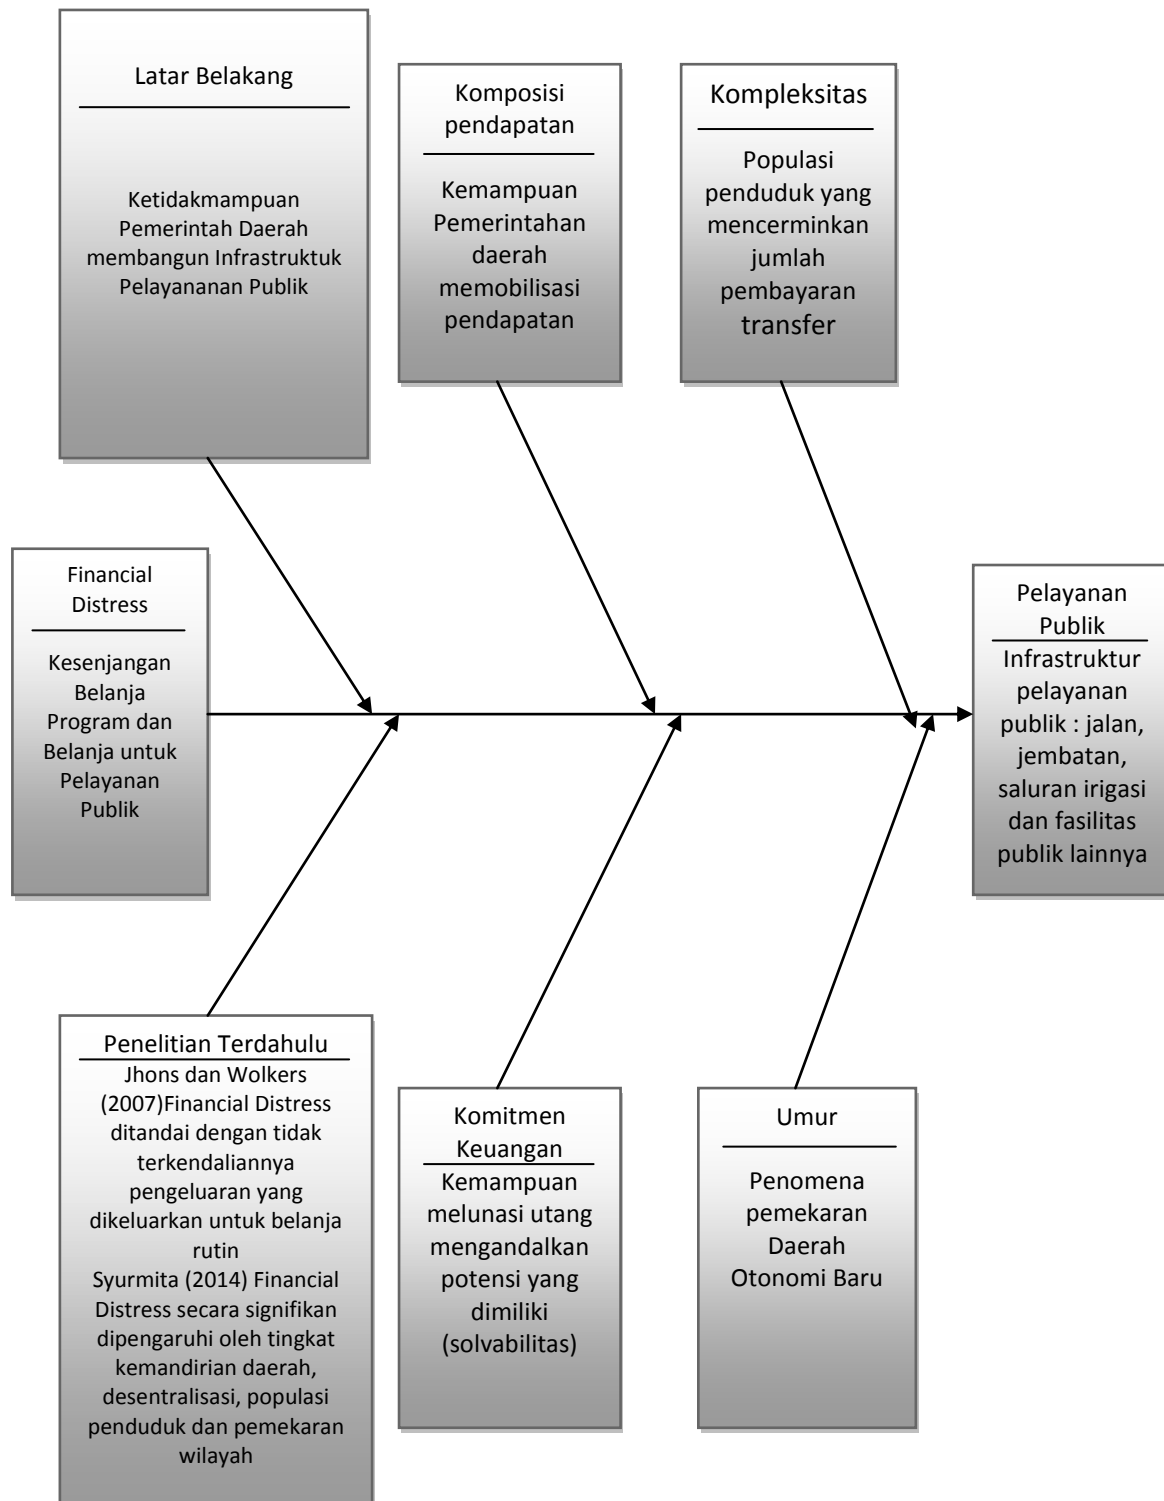 Latar Belakang
Ketidakmampuan
Pemerintah Daerah
membangun Infrastruktuk
Pelayananan Publik
Komposisi
pendapatan
Kemampuan
Pemerintahan
daerah
memobilisasi
pendapatan
Kompleksitas
Populasi
penduduk yang
mencerminkan
jumlah
pembayaran
transfer
Financial
Distress
Kesenjangan
Belanja
Program dan
Belanja untuk
Pelayanan
Publik
Pelayanan
Publik
Infrastruktur
pelayanan
publik : jalan,
jembatan,
saluran irigasi
dan fasilitas
publik lainnya
Penelitian Terdahulu
Jhons dan Wolkers
(2007)Financial Distress
ditandai dengan tidak
terkendaliannya
pengeluaran yang
dikeluarkan untuk belanja
rutin
Syurmita (2014) Financial
Distress secara signifikan
dipengaruhi oleh tingkat
kemandirian daerah,
desentralisasi, populasi
penduduk dan pemekaran
wilayah
Komitmen
Keuangan
Kemampuan
melunasi utang
mengandalkan
potensi yang
dimiliki
(solvabilitas)
Umur
Penomena
pemekaran
Daerah
Otonomi Baru